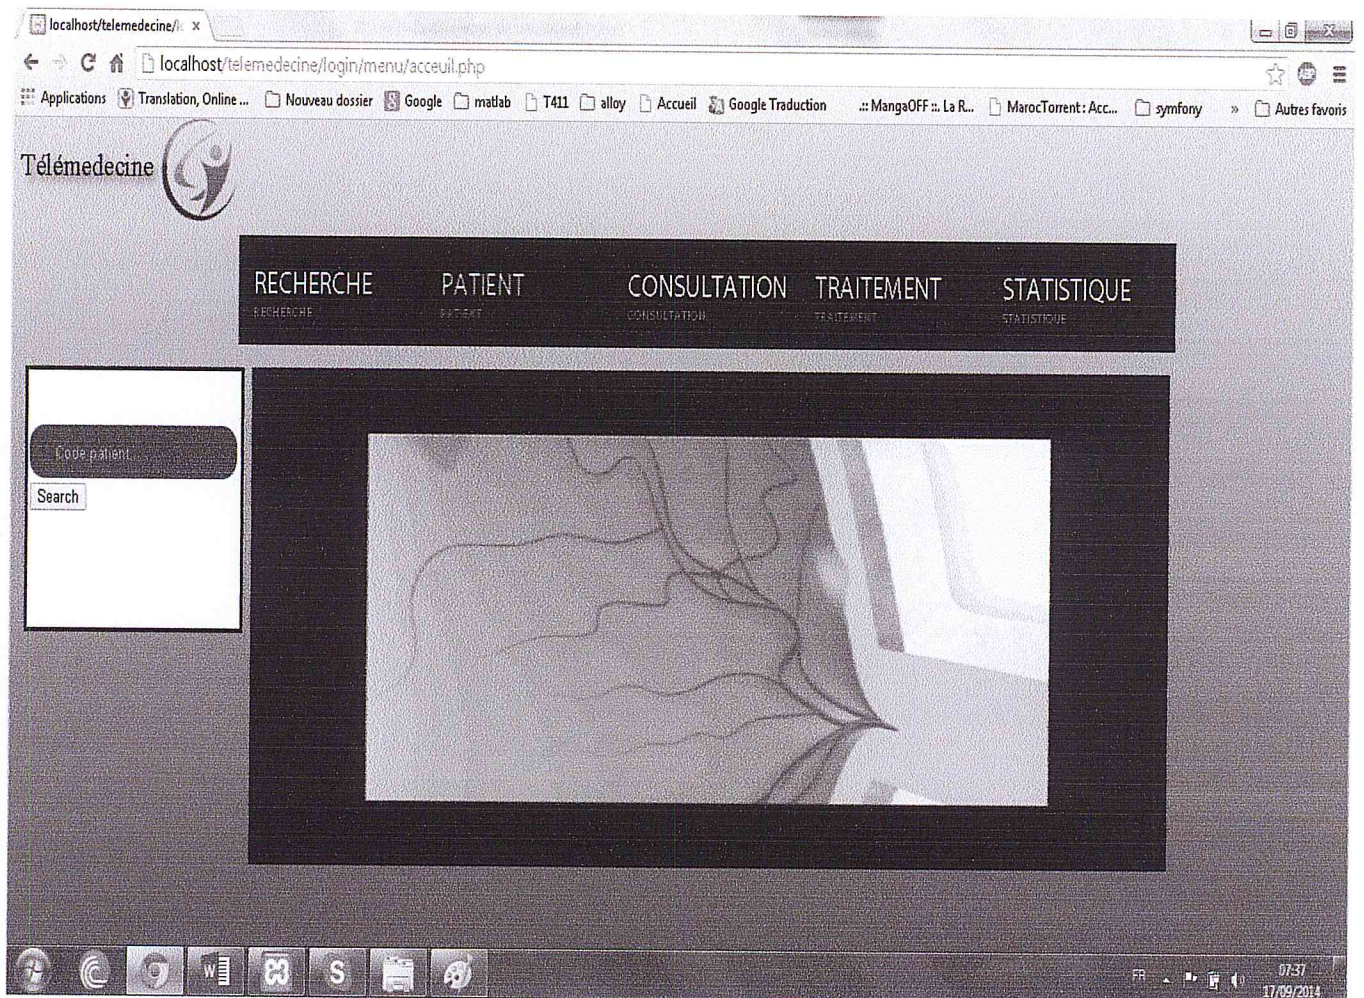 localhost/telemedecine/l x
localhost/telemedecine/login/menu/acceuil.php
Applications Translation, Online ... Nouveau dossier Google matlab T411 alloy Accueil Google Traduction .:: MangaOFF ::. La R... MarocTorrent : Acc... symfony » Autres favoris
Télémedecine
RECHERCHE PATIENT CONSULTATION TRAITEMENT STATISTIQUE
RECHERCHE PATIENT CONSULTATION TRAITEMENT STATISTIQUE
Code patient...
Search
FR
07:37
17/09/2014